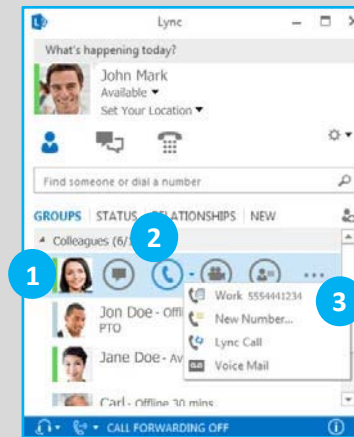 Lync
What's happening today?
John Mark
Available
Set Your Location
Find someone or dial a number
GROUPS STATUS RELATIONSHIPS NEW
2
Colleagues (6/
1
Work 5554441234
3
New Number...
Jon Doe - Offli
PTO
Lync Call
Jane Doe - Av
Voice Mail
Carl - Offline 30 mins
CALL FORWARDING OFF